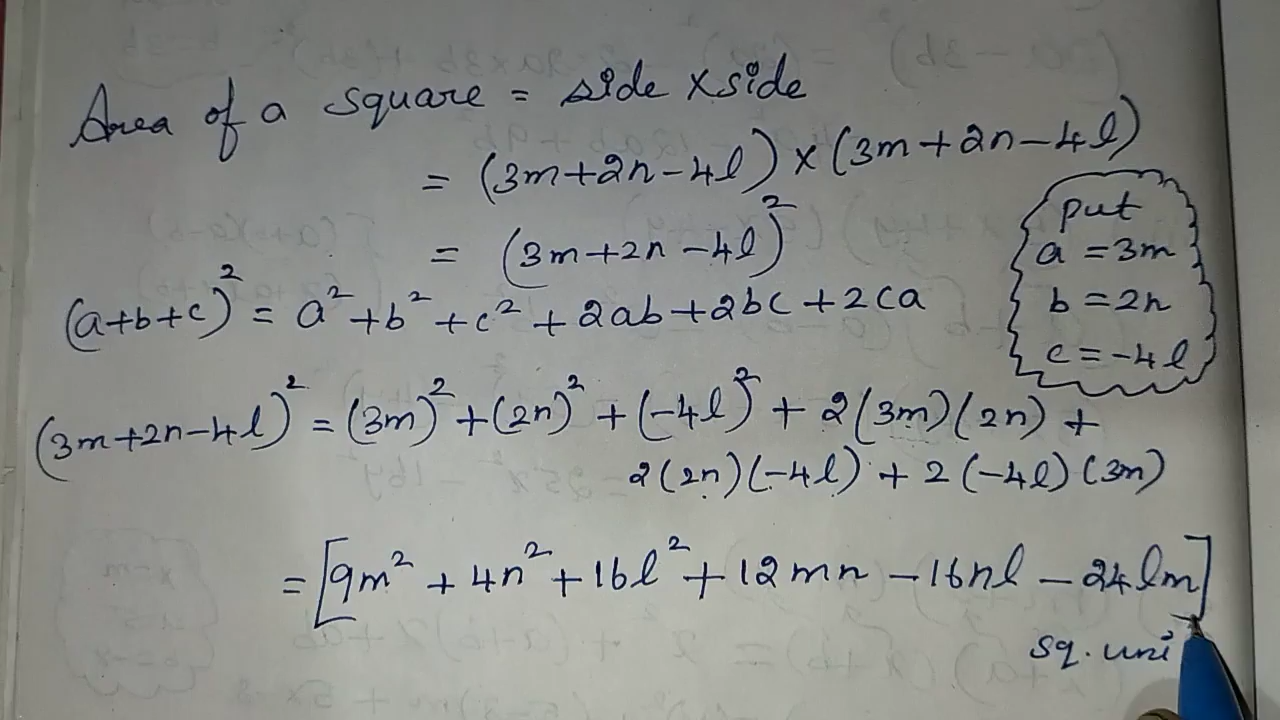 Area of a square = side × side
= (3m+2n-4l) × (3m+2n-4l)
= (3m+2n-4l)²
put
a = 3m
b = 2n
c = -4l
(a+b+c)² = a² + b² + c² + 2ab + 2bc + 2ca
(3m+2n-4l)² = (3m)² + (2n)² + (-4l)² + 2(3m)(2n) +
2(2n)(-4l) + 2(-4l)(3m)
= [9m² + 4n² + 16l² + 12mn - 16nl - 24lm]
sq. uni